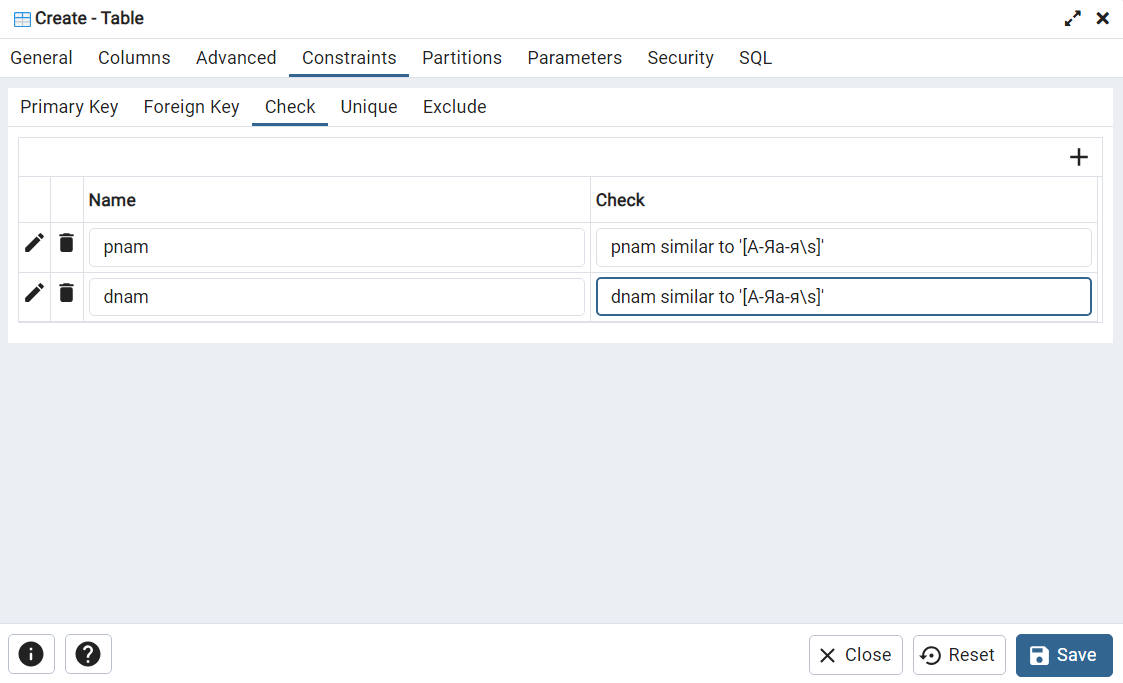 Create - Table
General Columns Advanced Constraints Partitions Parameters Security SQL
Primary Key Foreign Key Check Unique Exclude
Name Check
pnam pnam similar to '[А-Яа-я\s]'
dnam dnam similar to '[А-Яа-я\s]'
Close Reset Save